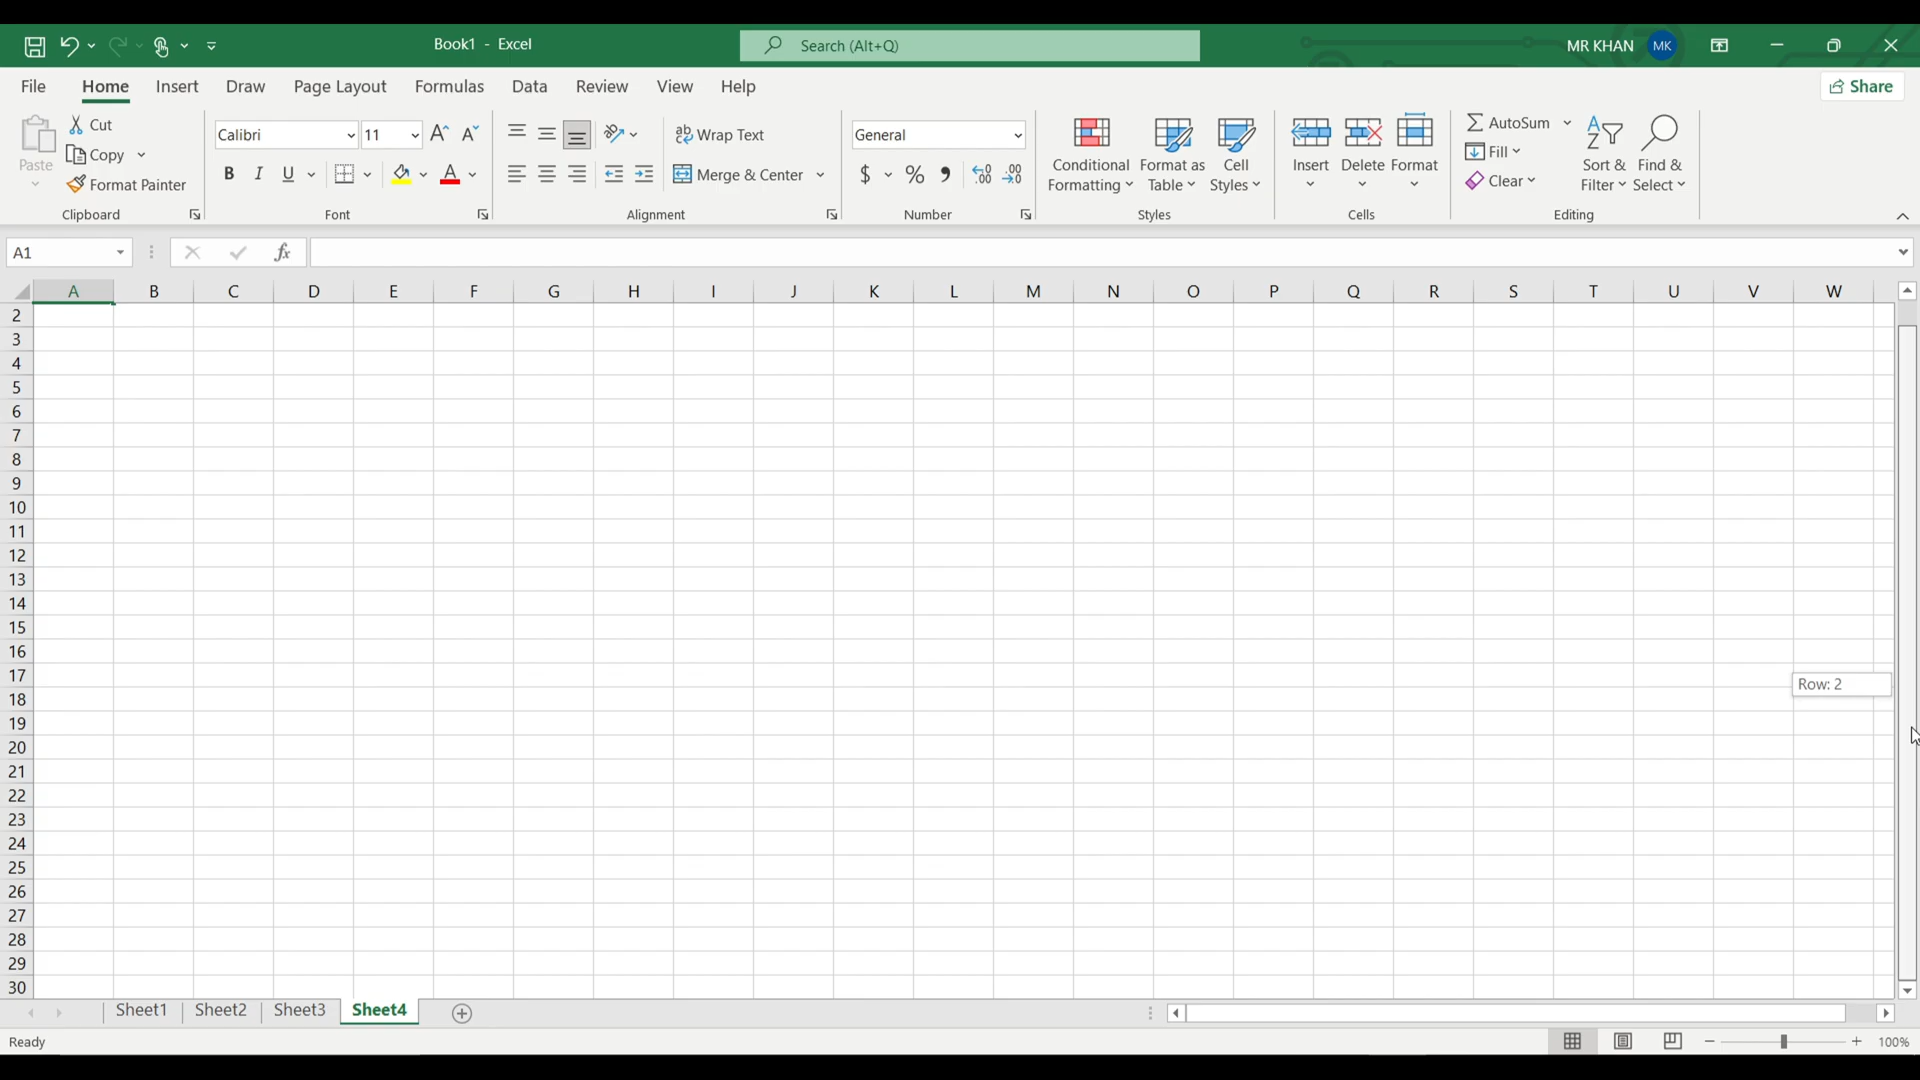 Book1 - Excel
Search (Alt+Q)
MR KHAN MK
File Home Insert Draw Page Layout Formulas Data Review View Help
Share
Paste
Cut
Copy
Format Painter
Clipboard
Calibri 11
B I U A
Font
ab Wrap Text
Merge & Center
Alignment
General
$ % 9 .00 .00
Number
Conditional Formatting
Format as Table
Cell Styles
Styles
Insert
Delete
Format
Cells
AutoSum
Fill
Clear
Sort & Filter
Find & Select
Editing
A1 fx
A B C D E F G H I J K L M N O P Q R S T U V W
2
3
4
5
6
7
8
9
10
11
12
13
14
15
16
17
Row: 2
18
19
20
21
22
23
24
25
26
27
28
29
30
Sheet1 Sheet2 Sheet3 Sheet4
Ready
100%